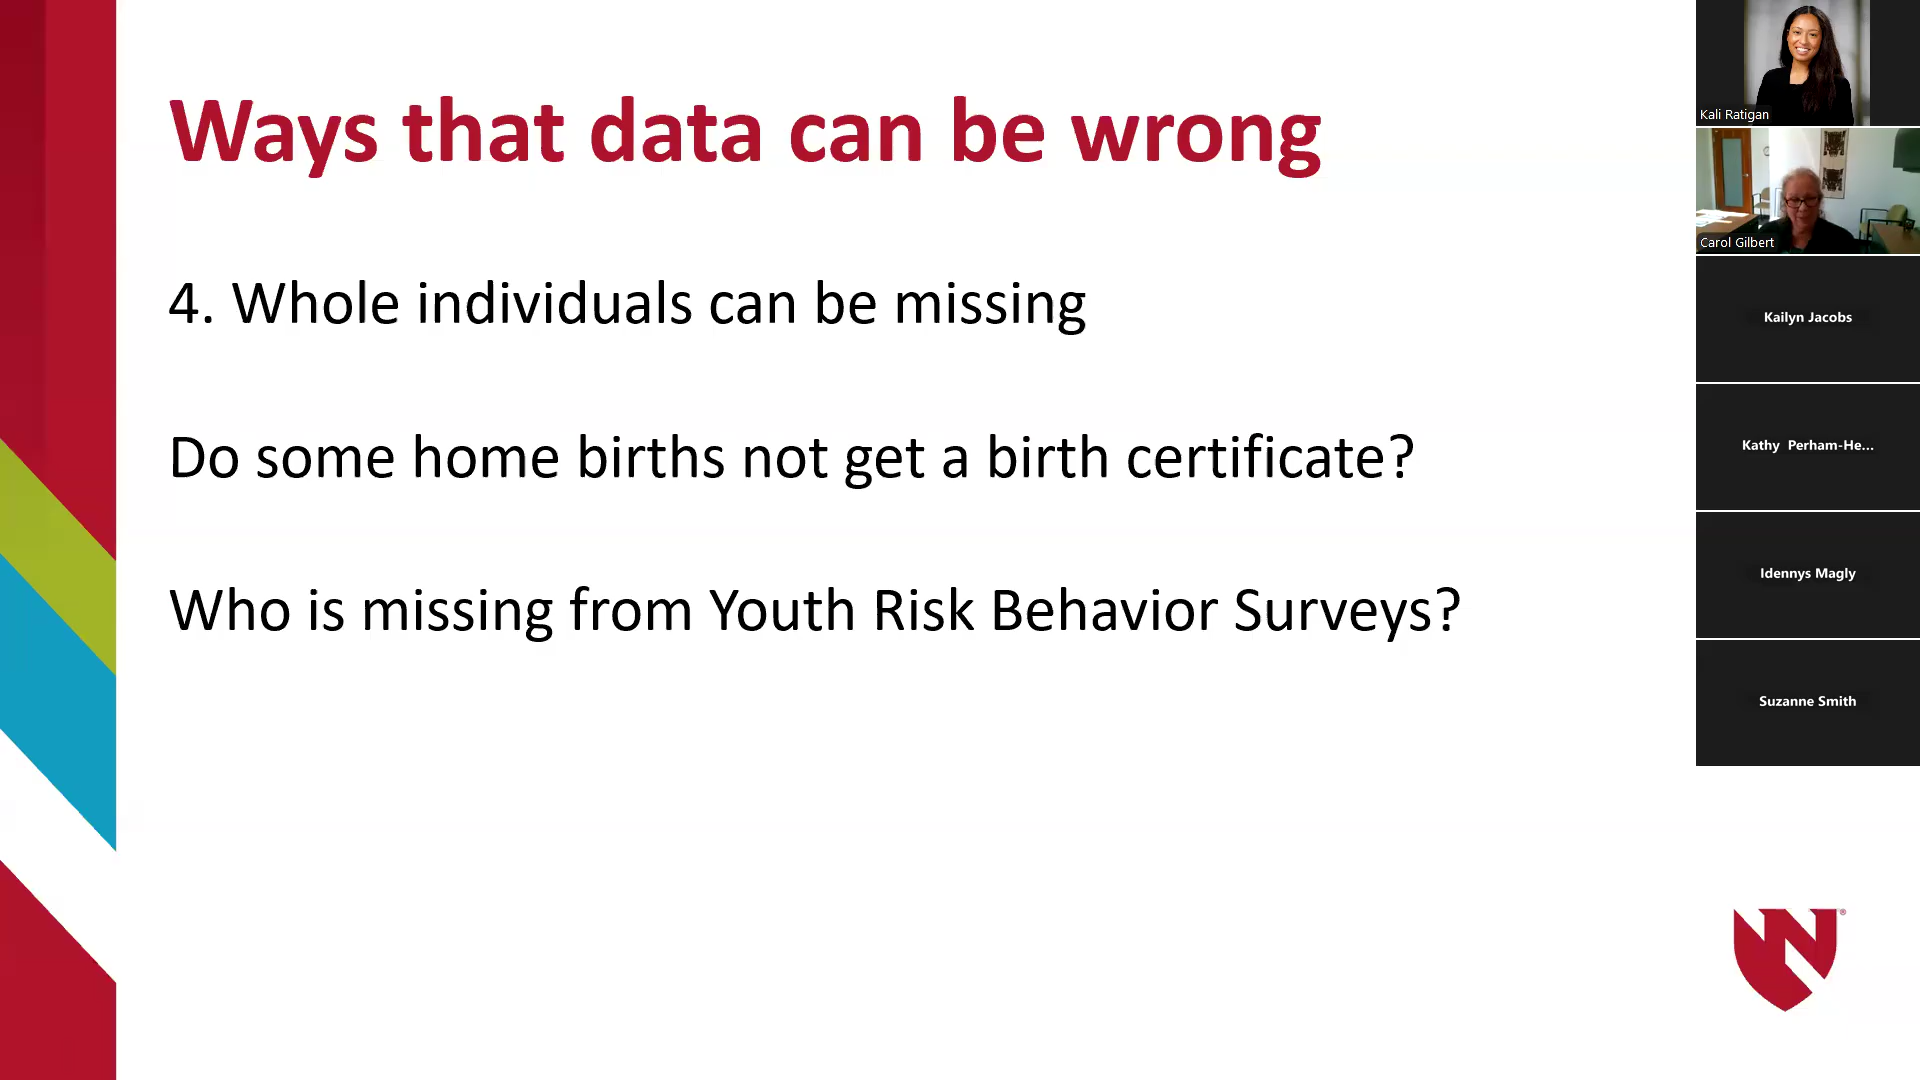 Ways that data can be wrong
4. Whole individuals can be missing
Do some home births not get a birth certificate?
Who is missing from Youth Risk Behavior Surveys?
Kali Ratigan
Carol Gilbert
Kailyn Jacobs
Kathy Perham-He...
Idennys Magly
Suzanne Smith
N